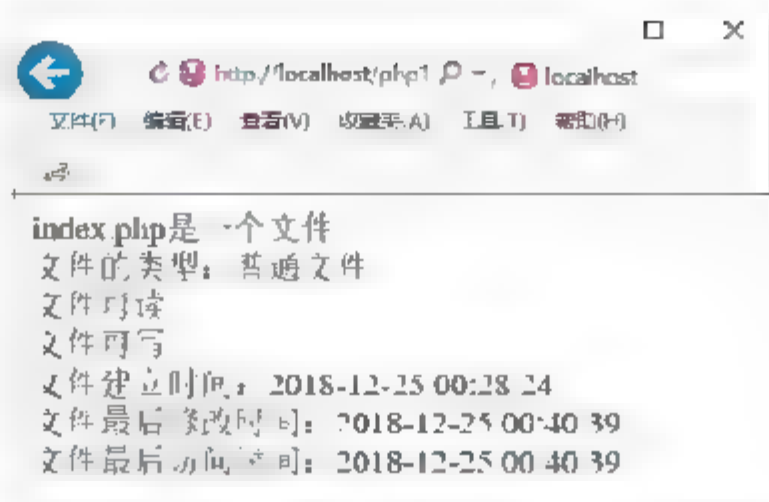 http://localhost/php1 localhost
文件(F) 编辑(E) 查看(V) 收藏夹(A) 工具(T) 帮助(H)
index.php是一个文件
文件的类型：普通文件
文件可读
文件可写
文件建立时间：2018-12-25 00:28:24
文件最后修改时间：2018-12-25 00:40:39
文件最后访问时间：2018-12-25 00:40:39